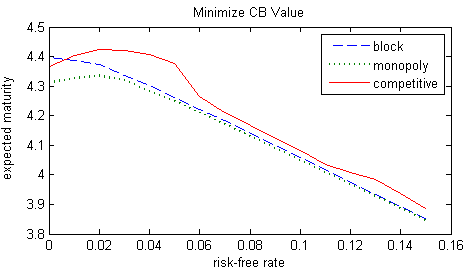 Minimize CB Value
4.5
4.4
4.3
4.2
4.1
4
3.9
3.8
expected maturity
block
monopoly
competitive
0
0.02
0.04
0.06
0.08
0.1
0.12
0.14
0.16
risk-free rate